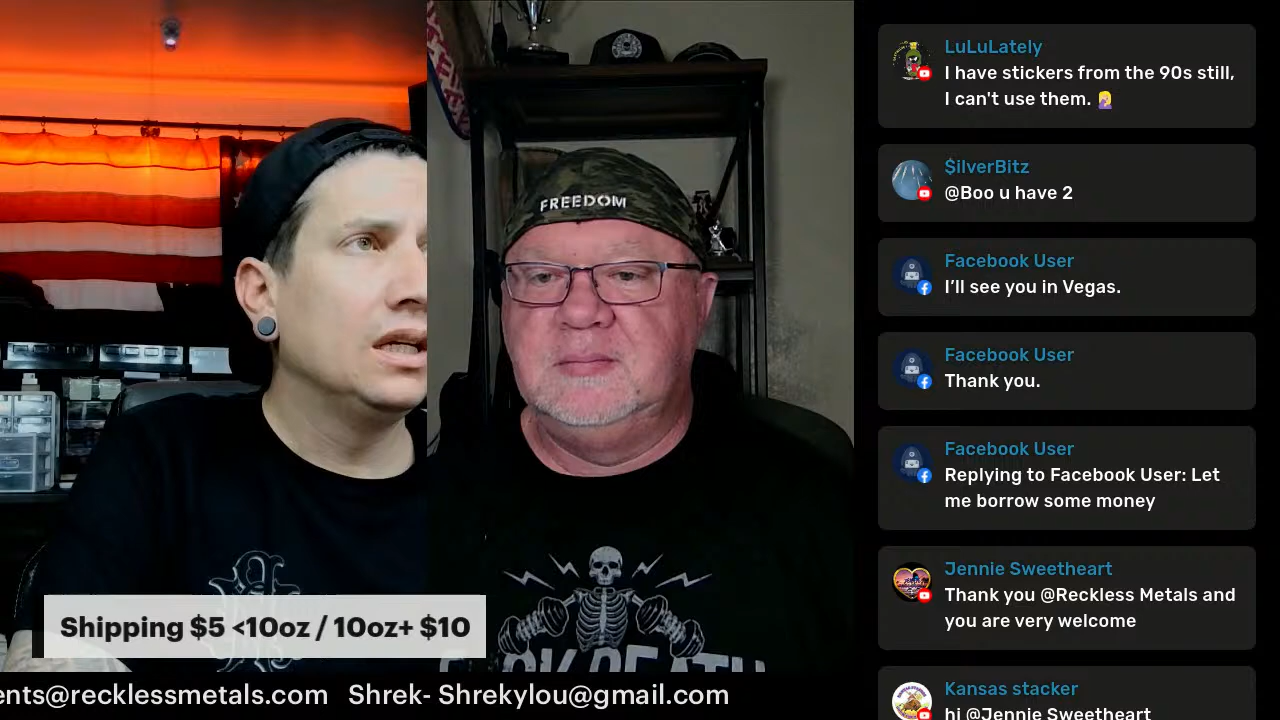 FREEDOM
Shipping $5 <10oz / 10oz+ $10
ents@recklessmetals.com Shrek- Shrekylou@gmail.com
LuLuLately
I have stickers from the 90s still,
I can't use them. 🤦🏼‍♀️
$ilverBitz
@Boo u have 2
Facebook User
I’ll see you in Vegas.
Facebook User
Thank you.
Facebook User
Replying to Facebook User: Let
me borrow some money
Jennie Sweetheart
Thank you @Reckless Metals and
you are very welcome
Kansas stacker
hi @Jennie Sweetheart